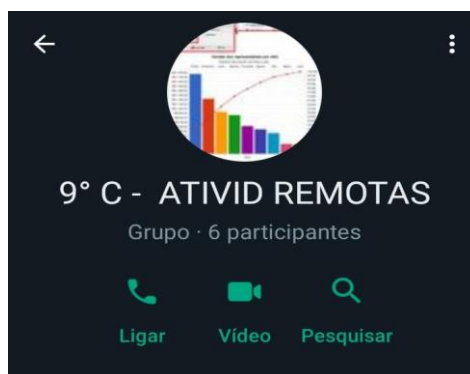 9° C - ATIVID REMOTAS
Grupo · 6 participantes
Ligar Vídeo Pesquisar